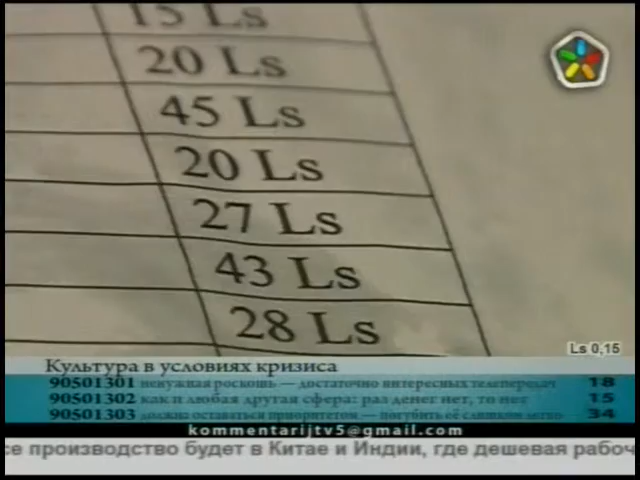 15 Ls
20 Ls
45 Ls
20 Ls
27 Ls
43 Ls
28 Ls
Ls 0,15
Культура в условиях кризиса
90501301 ненужная роскошь — достаточно интересных телепередач 18
90501302 как и любая другая сфера: раз денег нет, то нет 15
90501303 должна оставаться приоритетом — погубить её слишком легко 34
kommentarijtv5@gmail.com
се производство будет в Китае и Индии, где дешевая рабоч